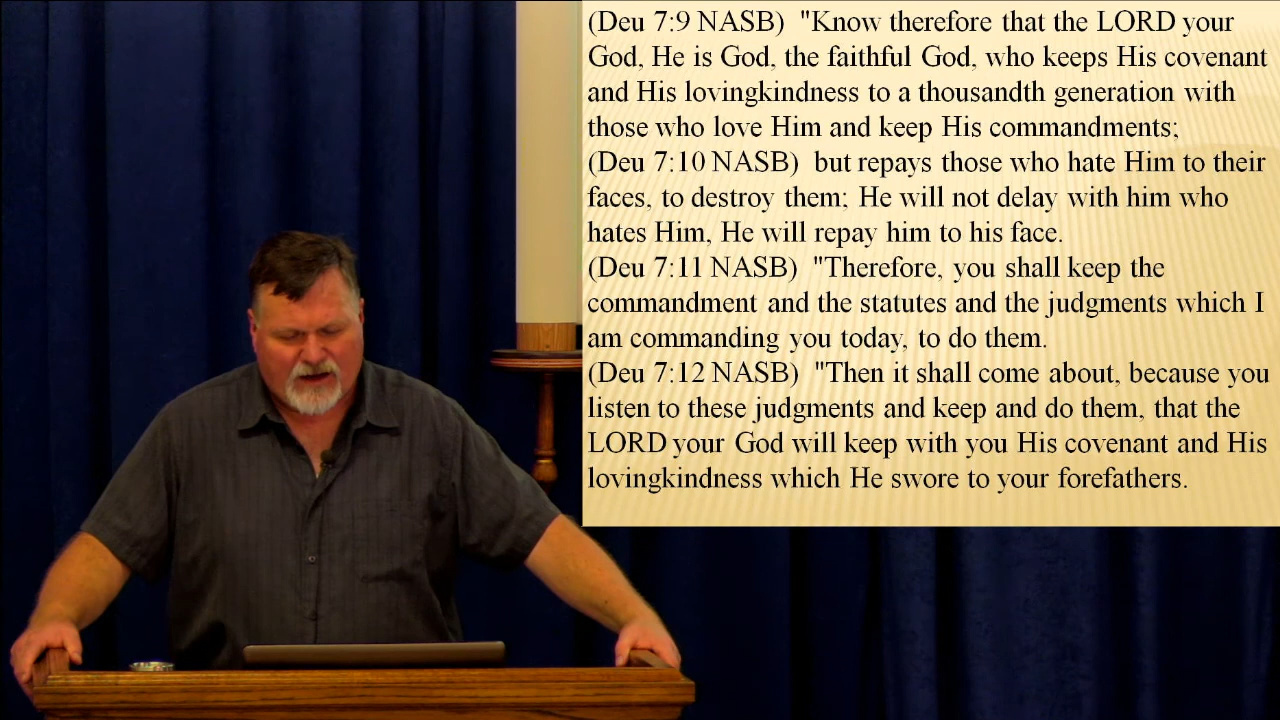 (Deu 7:9 NASB)  "Know therefore that the LORD your
God, He is God, the faithful God, who keeps His covenant
and His lovingkindness to a thousandth generation with
those who love Him and keep His commandments;
(Deu 7:10 NASB)  but repays those who hate Him to their
faces, to destroy them; He will not delay with him who
hates Him, He will repay him to his face.
(Deu 7:11 NASB)  "Therefore, you shall keep the
commandment and the statutes and the judgments which I
am commanding you today, to do them.
(Deu 7:12 NASB)  "Then it shall come about, because you
listen to these judgments and keep and do them, that the
LORD your God will keep with you His covenant and His
lovingkindness which He swore to your forefathers.